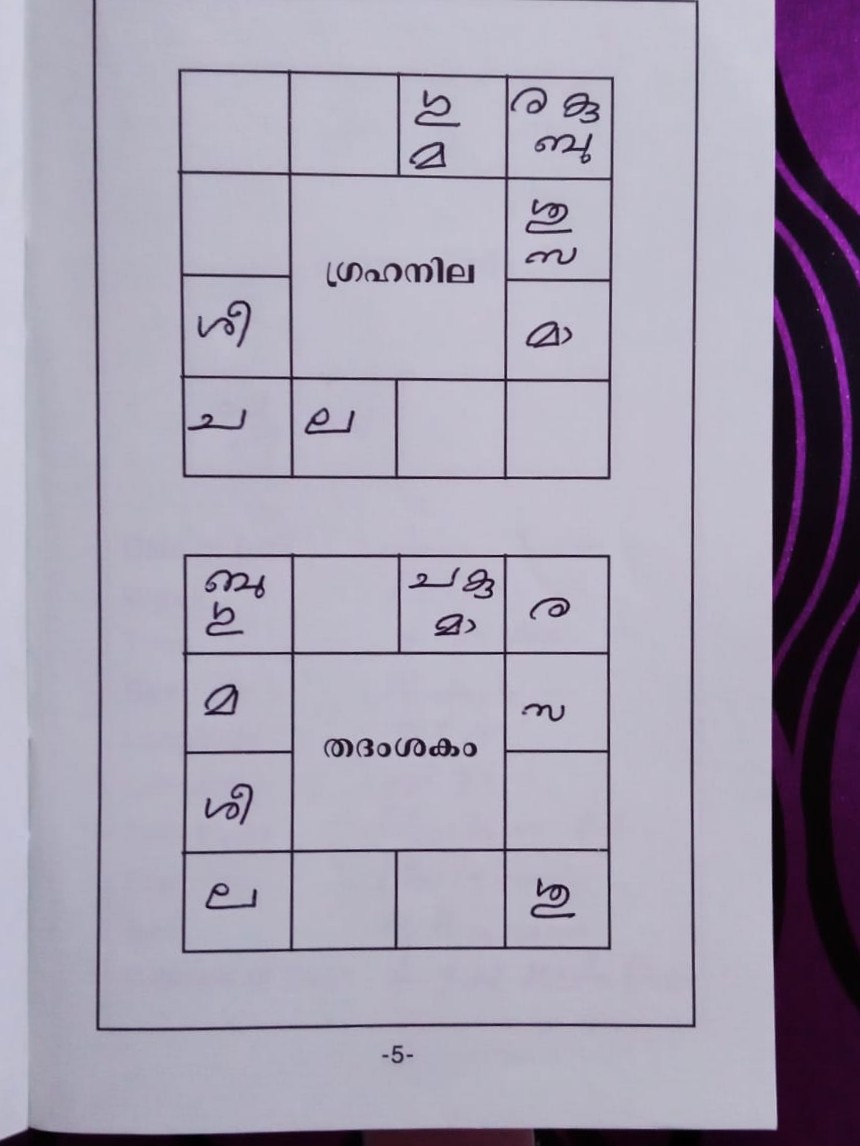 ഗു
ര കു
മ
ബു
ശു
സ
ഗ്രഹനില
ശി
മാ
ച
ല
ബു
ച കു
ഗു
മാ
ര
മ
സ
തദംശകം
ശി
ല
ശു
-5-